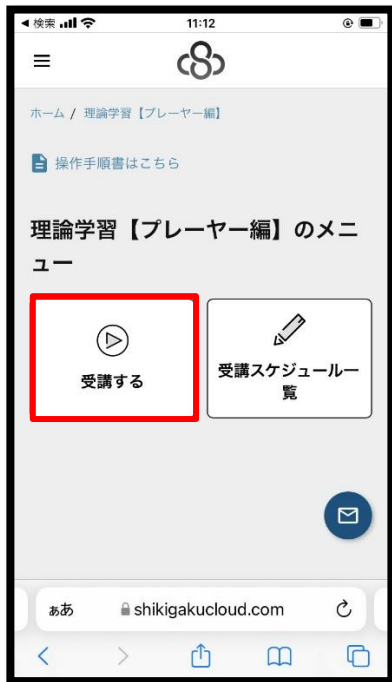 検索
11:12
ホーム / 理論学習【プレーヤー編】
操作手順書はこちら
理論学習【プレーヤー編】のメニ
ュー
受講する
受講スケジュール一
覧
ぁあ shikigakucloud.com